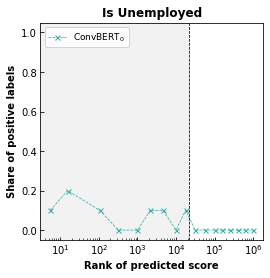 Is Unemployed
ConvBERT₀
1.0
0.8
0.6
0.4
0.2
0.0
Share of positive labels
10¹ 10² 10³ 10⁴ 10⁵ 10⁶
Rank of predicted score